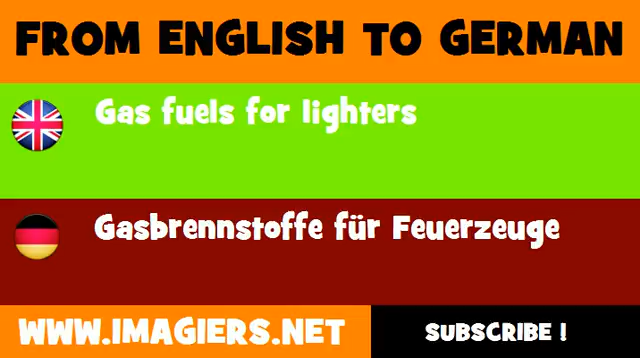 FROM ENGLISH TO GERMAN
Gas fuels for lighters
Gasbrennstoffe für Feuerzeuge
WWW.IMAGIERS.NET
SUBSCRIBE !